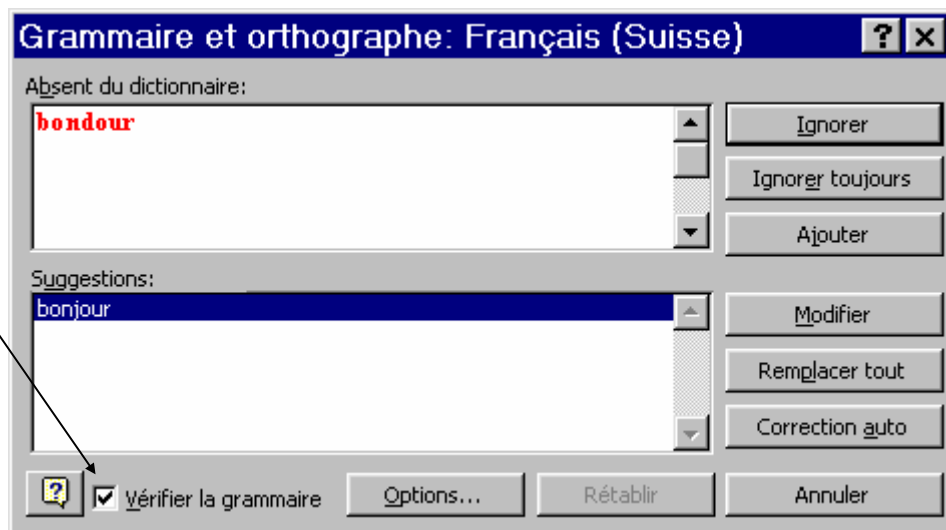 Grammaire et orthographe: Français (Suisse)
Absent du dictionnaire:
bondour
Ignorer
Ignorer toujours
Ajouter
Suggestions:
bonjour
Modifier
Remplacer tout
Correction auto
Vérifier la grammaire
Options...
Rétablir
Annuler